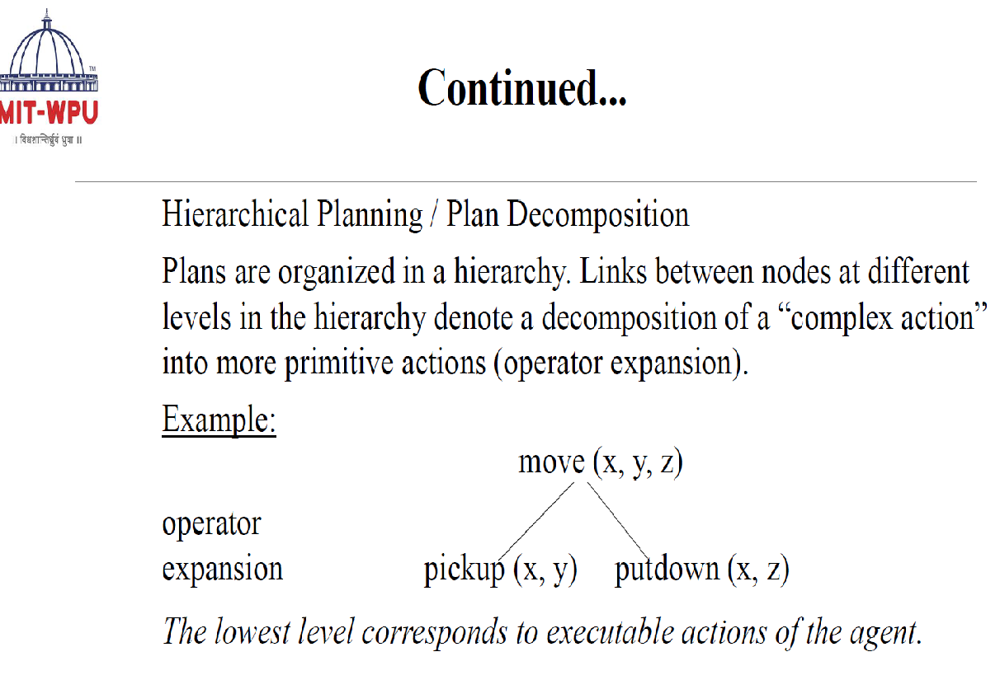 TM
MIT-WPU
। विश्वशान्तिर्ध्रुवं ध्रुवा ॥
Continued...
Hierarchical Planning / Plan Decomposition
Plans are organized in a hierarchy. Links between nodes at different
levels in the hierarchy denote a decomposition of a “complex action”
into more primitive actions (operator expansion).
Example:
move (x, y, z)
operator
expansion pickup (x, y) putdown (x, z)
The lowest level corresponds to executable actions of the agent.